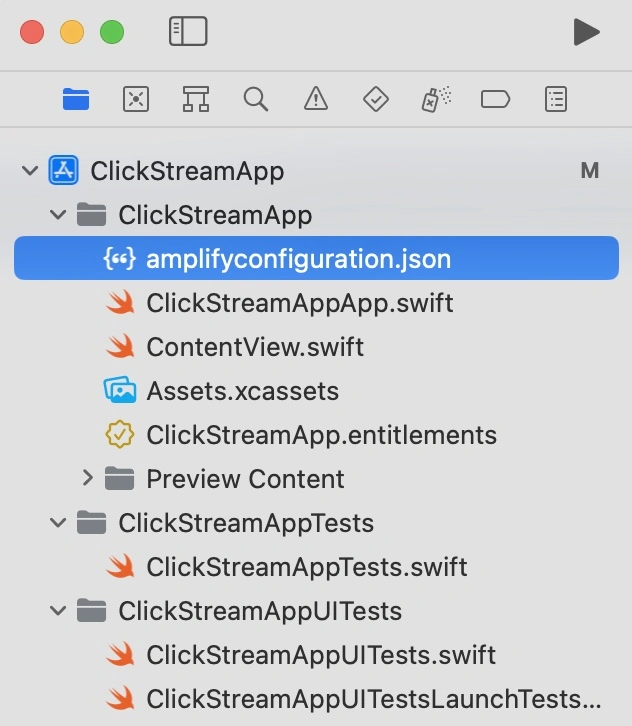 ClickStreamApp M
ClickStreamApp
amplifyconfiguration.json
ClickStreamAppApp.swift
ContentView.swift
Assets.xcassets
ClickStreamApp.entitlements
Preview Content
ClickStreamAppTests
ClickStreamAppTests.swift
ClickStreamAppUITests
ClickStreamAppUITests.swift
ClickStreamAppUITestsLaunchTests...